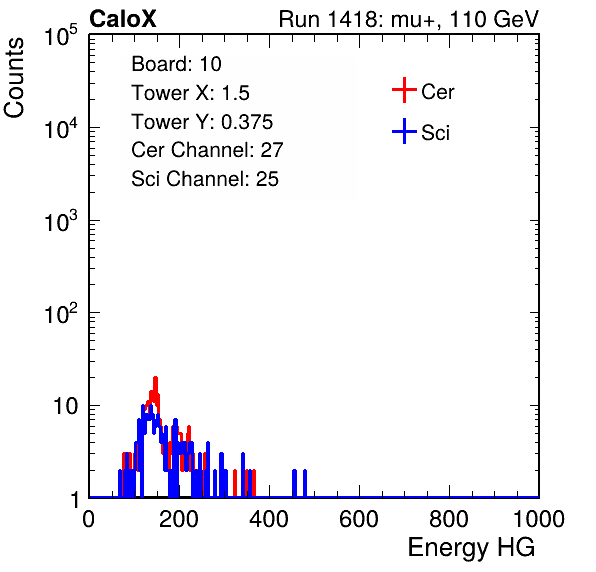 CaloX Run 1418: mu+, 110 GeV
Counts
Board: 10
Tower X: 1.5
Tower Y: 0.375
Cer Channel: 27
Sci Channel: 25
Cer
Sci
10^5
10^4
10^3
10^2
10
1
0 200 400 600 800 1000
Energy HG